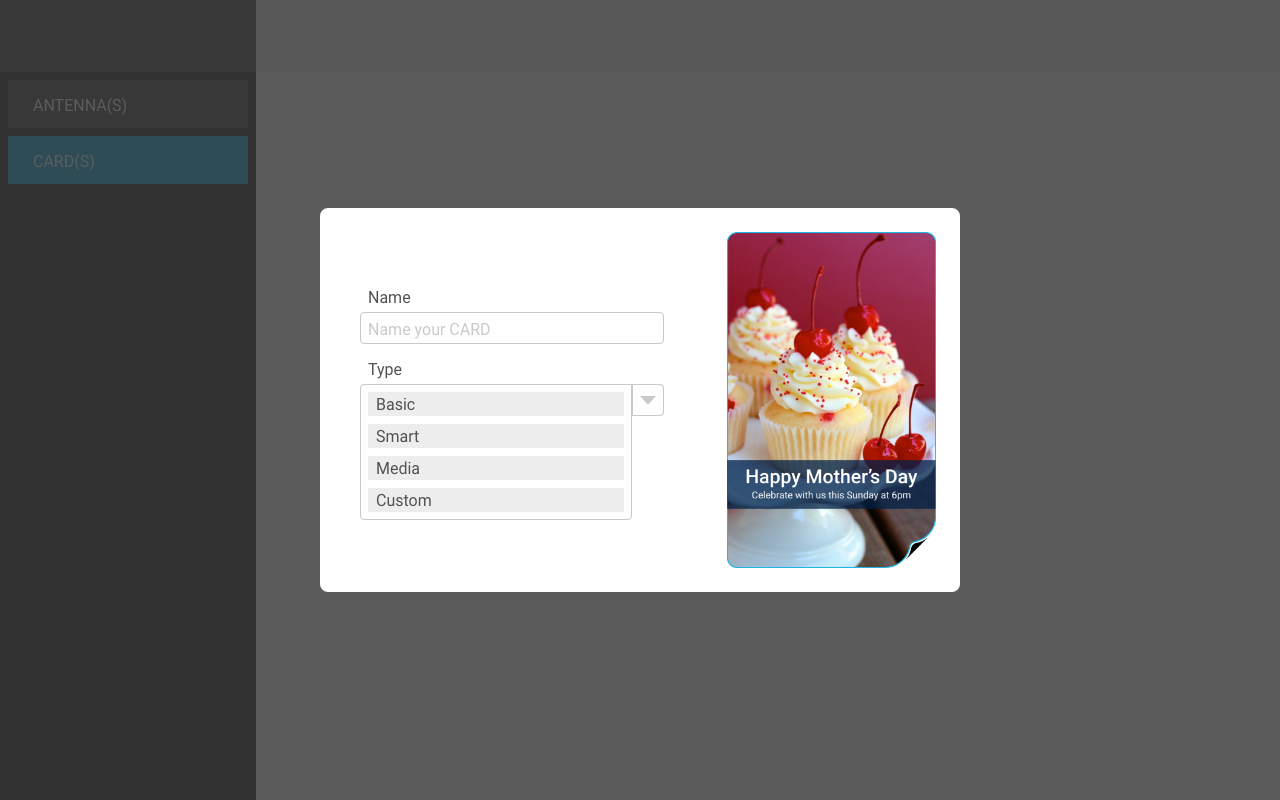 ANTENNA(S)
CARD(S)
Name
Name your CARD
Type
Basic
Smart
Media
Custom
Happy Mother’s Day
Celebrate with us this Sunday at 6pm